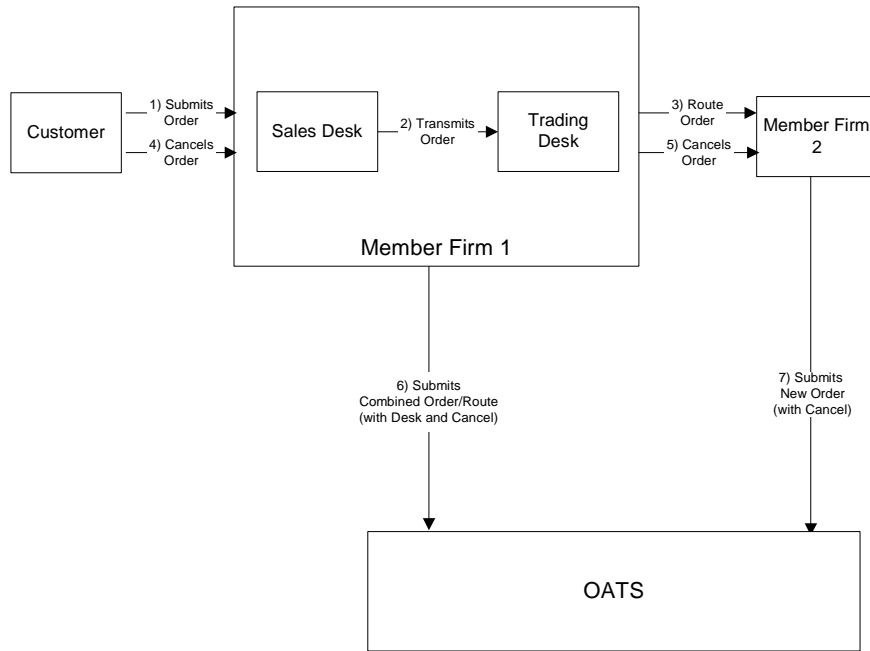 1) Submits
Order
4) Cancels
Order
Customer
Sales Desk
2) Transmits
Order
Trading
Desk
3) Route
Order
5) Cancels
Order
Member Firm
2
Member Firm 1
6) Submits
Combined Order/Route
(with Desk and Cancel)
7) Submits
New Order
(with Cancel)
OATS